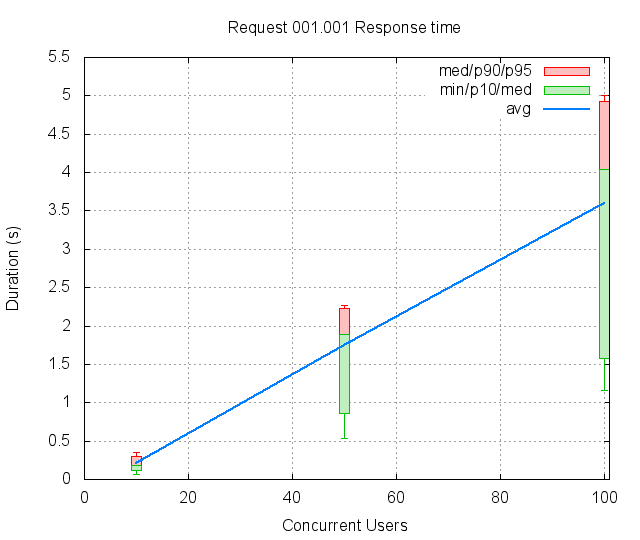 Request 001.001 Response time
5.5
5
4.5
4
3.5
3
2.5
2
1.5
1
0.5
0
Duration (s)
med/p90/p95
min/p10/med
avg
0 20 40 60 80 100
Concurrent Users